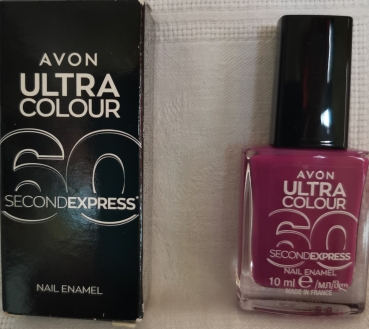 AVON
ULTRA
COLOUR
60
SECONDEXPRESS®
NAIL ENAMEL
AVON
ULTRA
COLOUR
60
SECONDEXPRESS
NAIL ENAMEL
10 ml ℮ /мл/
MADE IN FRANCE